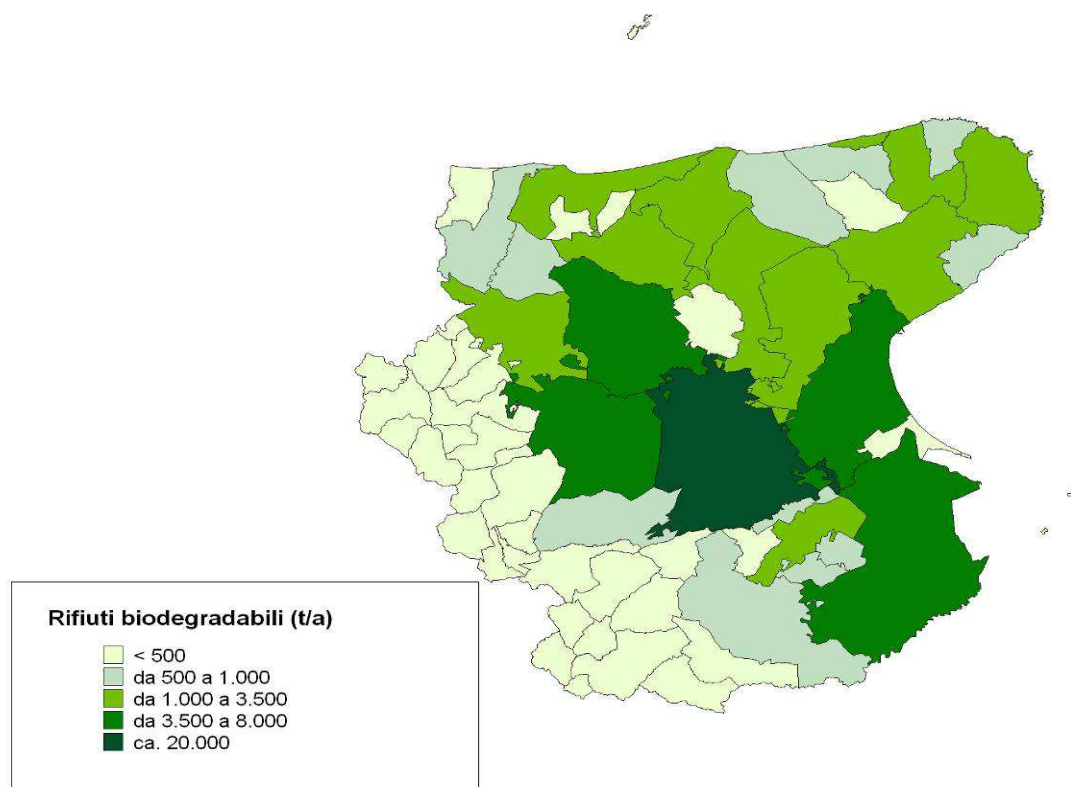 Rifiuti biodegradabili (t/a)
< 500
da 500 a 1.000
da 1.000 a 3.500
da 3.500 a 8.000
ca. 20.000